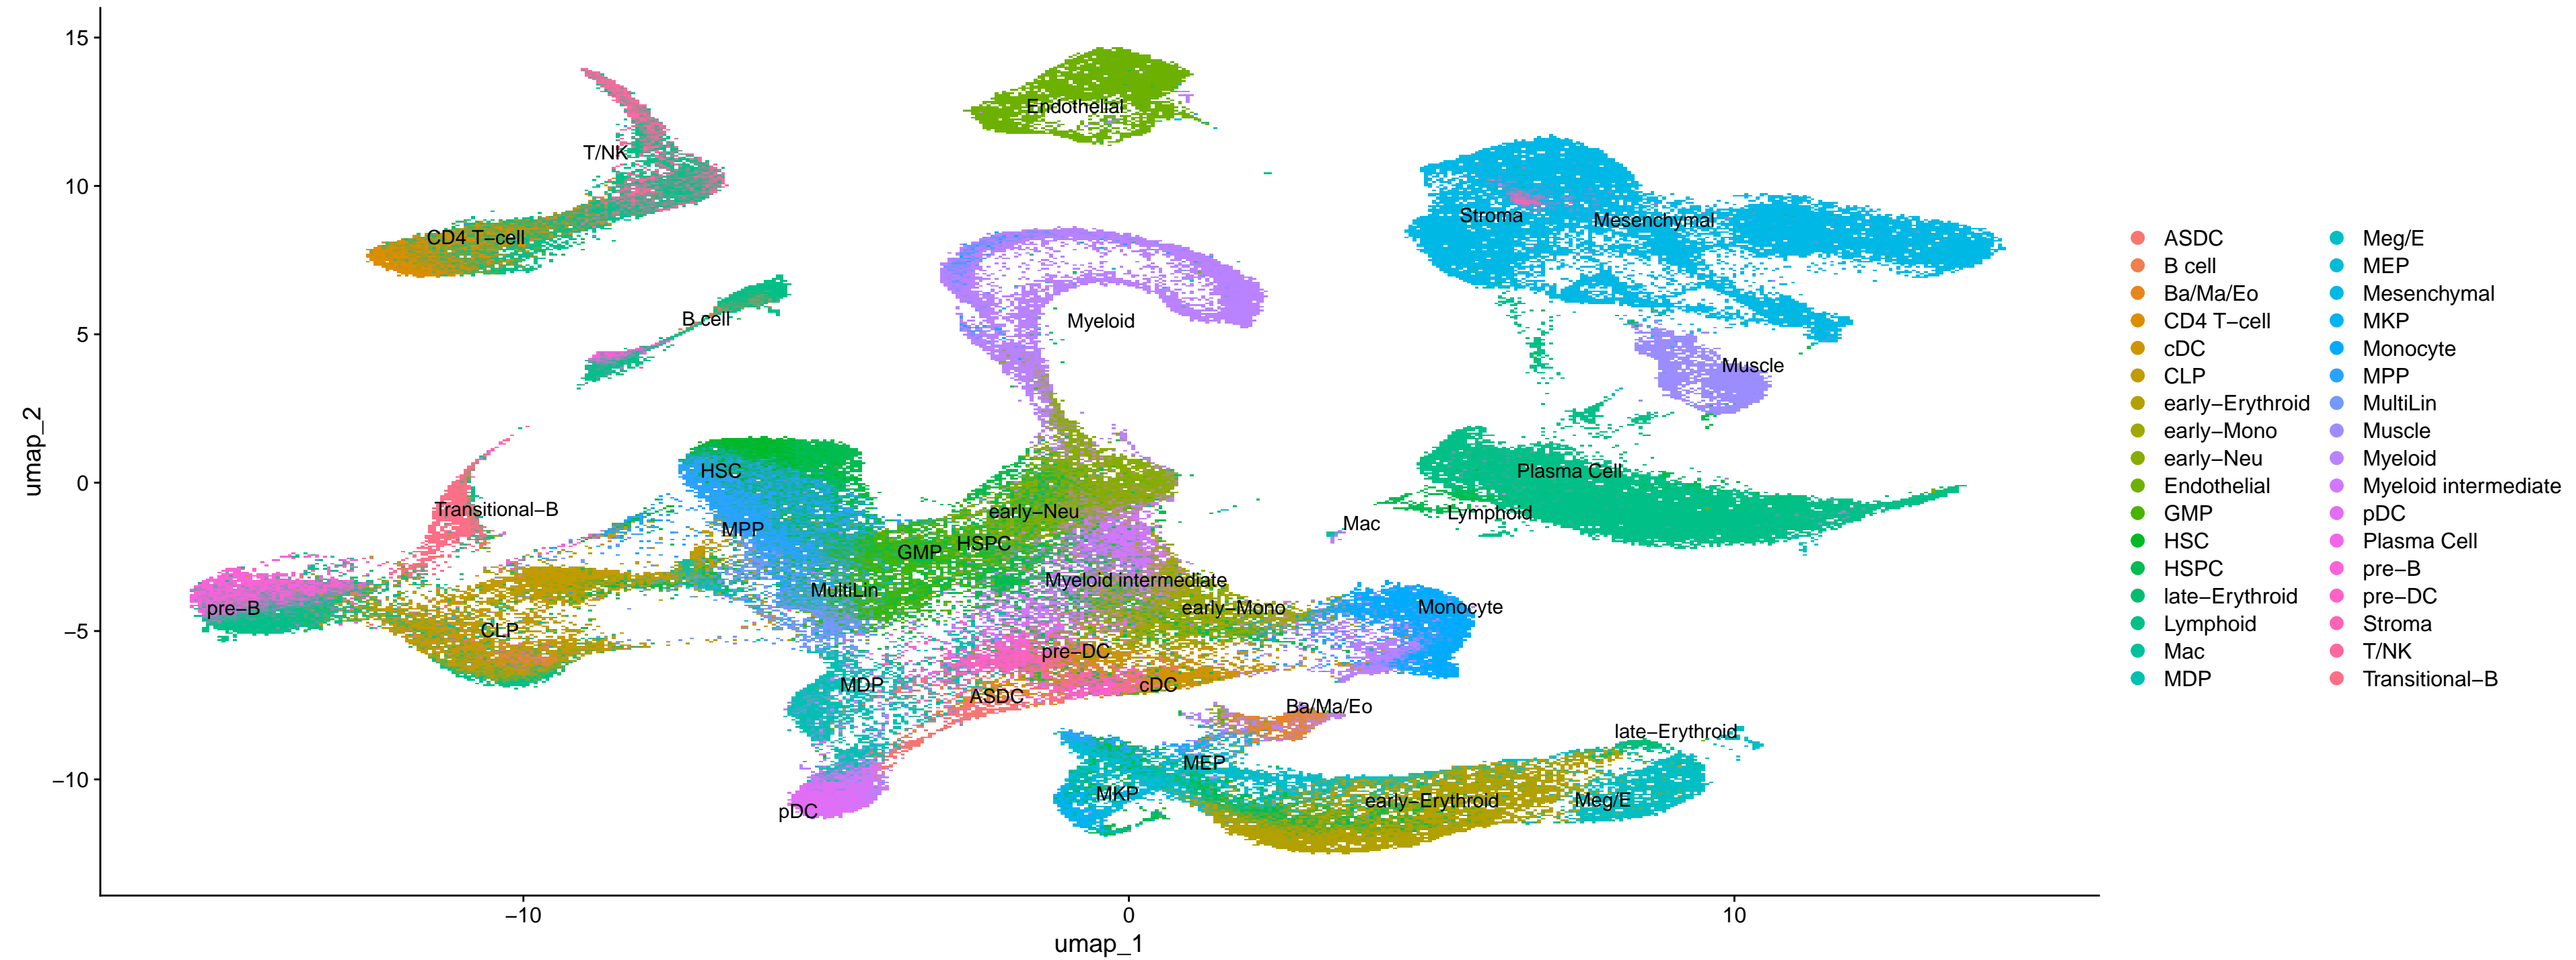 15
10
5
0
−5
−10
umap_2
−10
0
10
umap_1
Endothelial
T/NK
Stroma
Mesenchymal
CD4 T−cell
B cell
Myeloid
Muscle
HSC
Plasma Cell
Transitional−B
early−Neu
Lymphoid
MPP
Mac
GMP
HSPC
Myeloid intermediate
MultiLin
pre−B
early−Mono
Monocyte
CLP
pre−DC
MDP
cDC
ASDC
Ba/Ma/Eo
late−Erythroid
MEP
MKP
early−Erythroid
Meg/E
pDC
ASDC
B cell
Ba/Ma/Eo
CD4 T−cell
cDC
CLP
early−Erythroid
early−Mono
early−Neu
Endothelial
GMP
HSC
HSPC
late−Erythroid
Lymphoid
Mac
MDP
Meg/E
MEP
Mesenchymal
MKP
Monocyte
MPP
MultiLin
Muscle
Myeloid
Myeloid intermediate
pDC
Plasma Cell
pre−B
pre−DC
Stroma
T/NK
Transitional−B